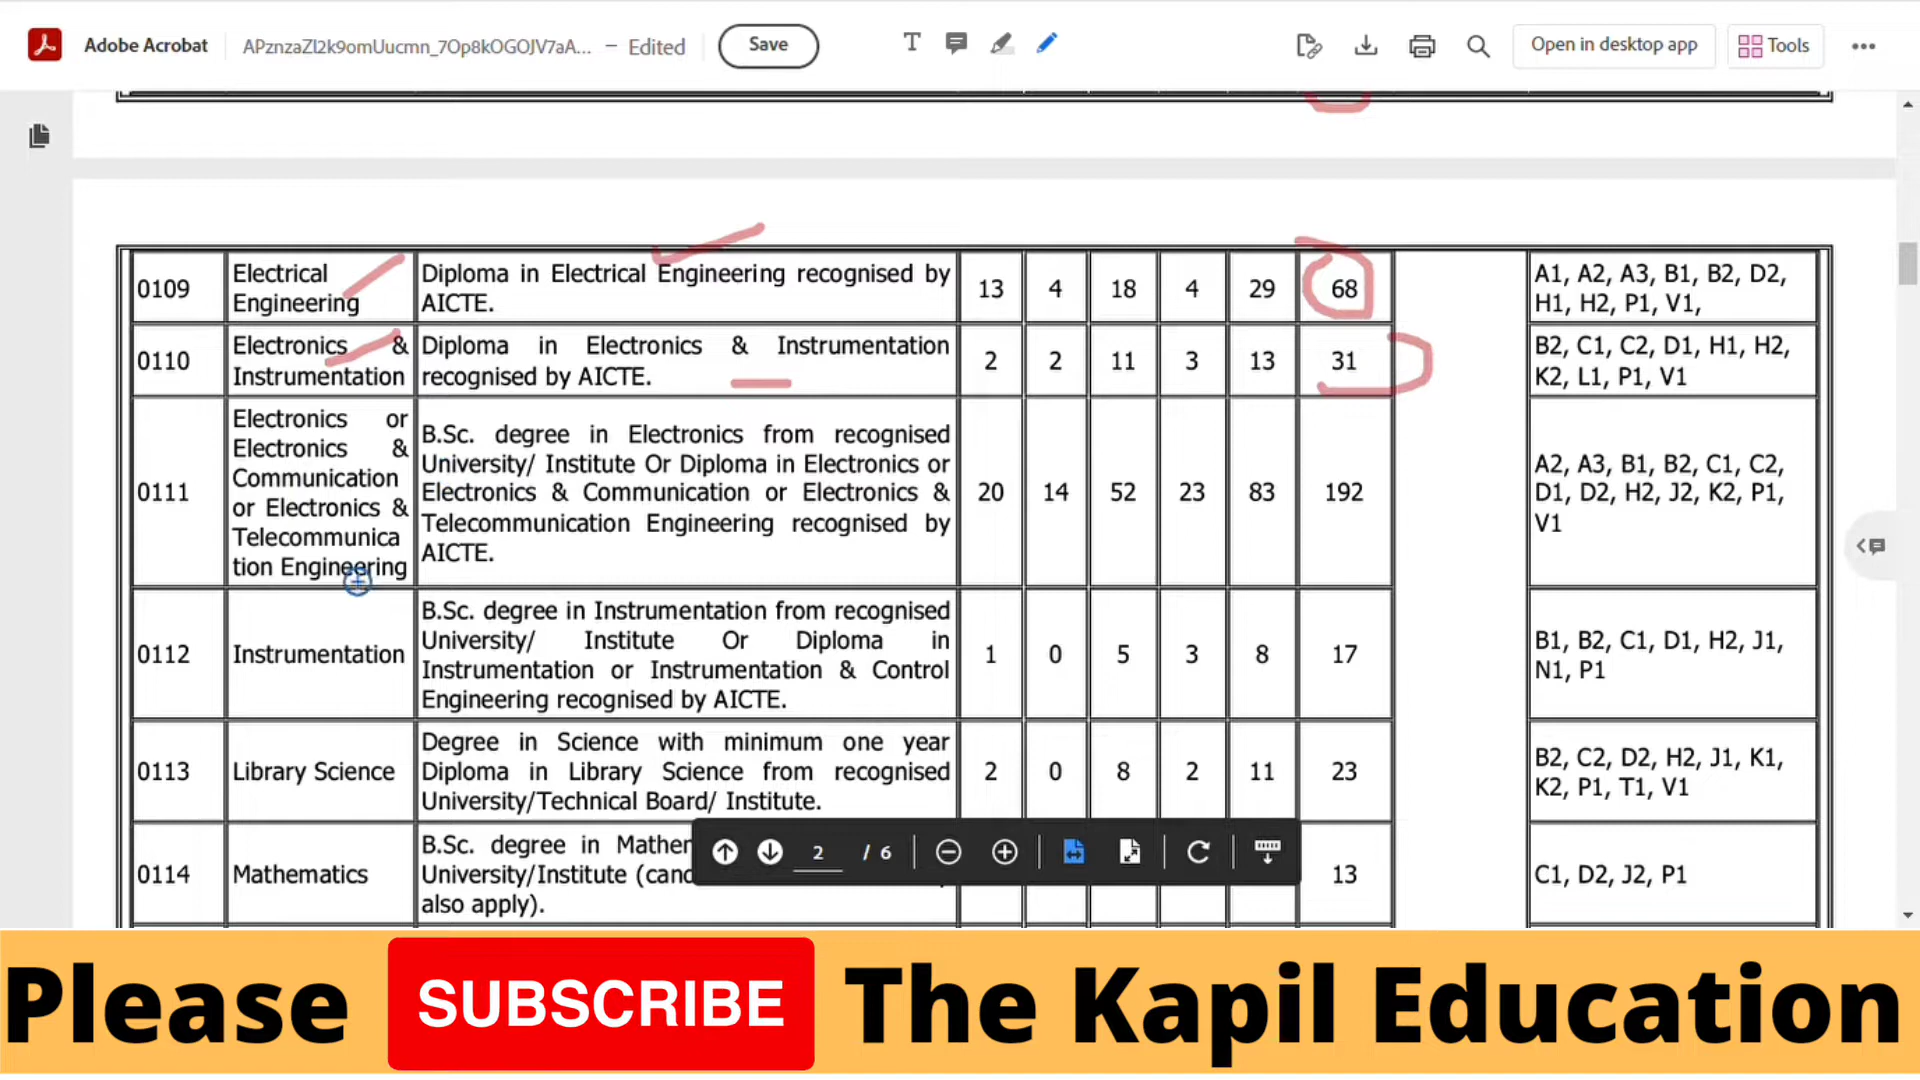 Adobe Acrobat
APznzaZl2k9omUucmn_7Op8kOGOJV7aA... – Edited
Save
Open in desktop app
Tools
0109
Electrical
Engineering
Diploma in Electrical Engineering recognised by
AICTE.
13 4 18 4 29 68
A1, A2, A3, B1, B2, D2,
H1, H2, P1, V1,
0110
Electronics &
Instrumentation
Diploma in Electronics & Instrumentation
recognised by AICTE.
2 2 11 3 13 31
B2, C1, C2, D1, H1, H2,
K2, L1, P1, V1
0111
Electronics or
Electronics &
Communication
or Electronics &
Telecommunica
tion Engineering
B.Sc. degree in Electronics from recognised
University/ Institute Or Diploma in Electronics or
Electronics & Communication or Electronics &
Telecommunication Engineering recognised by
AICTE.
20 14 52 23 83 192
A2, A3, B1, B2, C1, C2,
D1, D2, H2, J2, K2, P1,
V1
0112
Instrumentation
B.Sc. degree in Instrumentation from recognised
University/ Institute Or Diploma in
Instrumentation or Instrumentation & Control
Engineering recognised by AICTE.
1 0 5 3 8 17
B1, B2, C1, D1, H2, J1,
N1, P1
0113
Library Science
Degree in Science with minimum one year
Diploma in Library Science from recognised
University/Technical Board/ Institute.
2 0 8 2 11 23
B2, C2, D2, H2, J1, K1,
K2, P1, T1, V1
0114
Mathematics
B.Sc. degree in
University/Institute
also apply).
13
C1, D2, J2, P1
2 / 6
Please SUBSCRIBE The Kapil Education